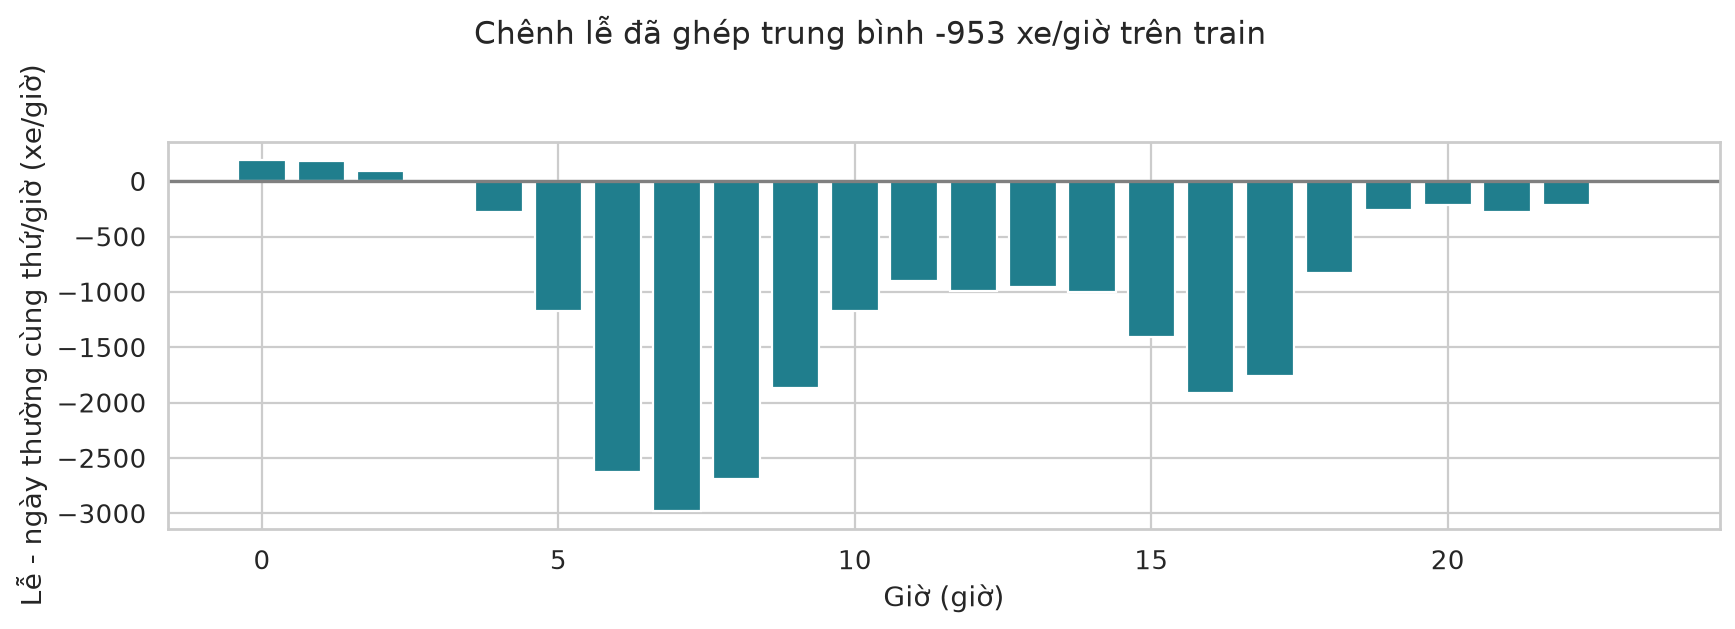 Chênh lễ đã ghép trung bình -953 xe/giờ trên train
Lễ - ngày thường cùng thứ/giờ (xe/giờ)
0
−500
−1000
−1500
−2000
−2500
−3000
0 5 10 15 20
Giờ (giờ)